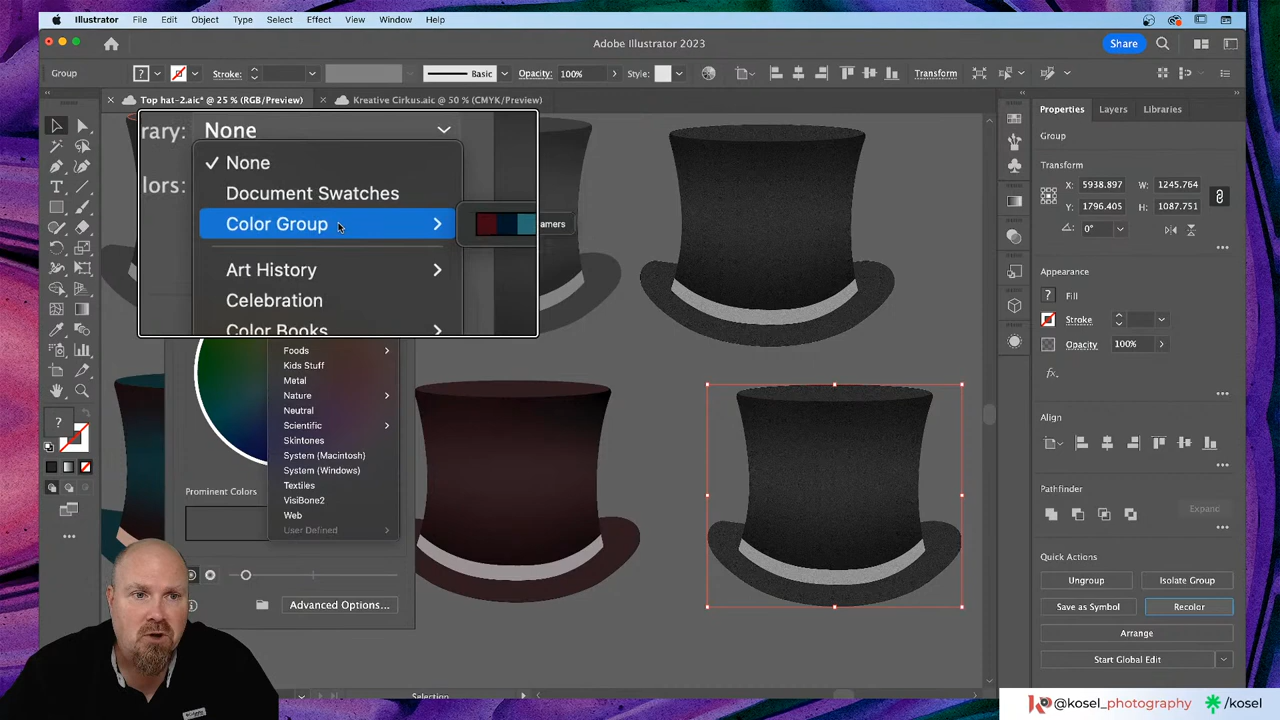 Illustrator File Edit Object Type Select Effect View Window Help
Adobe Illustrator 2023
Share
Group
Stroke:
Basic
Opacity: 100%
Style:
Transform
Top hat-2.aic* @ 25 % (RGB/Preview)
Kreative Cirkus.aic @ 50 % (CMYK/Preview)
Properties Layers Libraries
rary: None
None
lors:
Document Swatches
Color Group
amers
Art History
Celebration
Color Books
Foods
Kids Stuff
Metal
Nature
Neutral
Scientific
Skintones
System (Macintosh)
System (Windows)
Textiles
VisiBone2
Web
User Defined
Prominent Colors
Advanced Options...
Selection
Group
Transform
X: 5938.897 W: 1245.764
Y: 1796.405 H: 1087.751
0°
Appearance
? Fill
Stroke
Opacity 100%
fx.
Align
Pathfinder
Expand
Quick Actions
Ungroup Isolate Group
Save as Symbol Recolor
Arrange
Start Global Edit
@kosel_photography /kosel